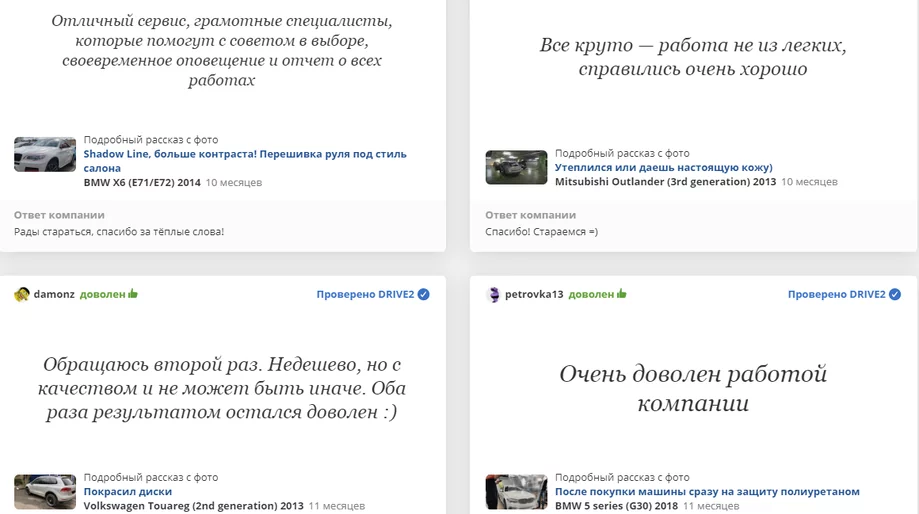 Отличный сервис, грамотные специалисты,
которые помогут с советом в выборе,
своевременное оповещение и отчет о всех
работах
Подробный рассказ с фото
Shadow Line, больше контраста! Перешивка руля под стиль
салона
BMW X6 (E71/E72) 2014 10 месяцев
Ответ компании
Рады стараться, спасибо за тёплые слова!
Все круто — работа не из легких,
справились очень хорошо
Подробный рассказ с фото
Утеплился или даешь настоящую кожу)
Mitsubishi Outlander (3rd generation) 2013 10 месяцев
Ответ компании
Спасибо! Стараемся =)
damonz доволен Проверено DRIVE2
Обращаюсь второй раз. Недешево, но с
качеством и не может быть иначе. Оба
раза результатом остался доволен :)
Подробный рассказ с фото
Покрасил диски
Volkswagen Touareg (2nd generation) 2013 11 месяцев
petrovka13 доволен Проверено DRIVE2
Очень доволен работой
компании
Подробный рассказ с фото
После покупки машины сразу на защиту полиуретаном
BMW 5 series (G30) 2018 11 месяцев